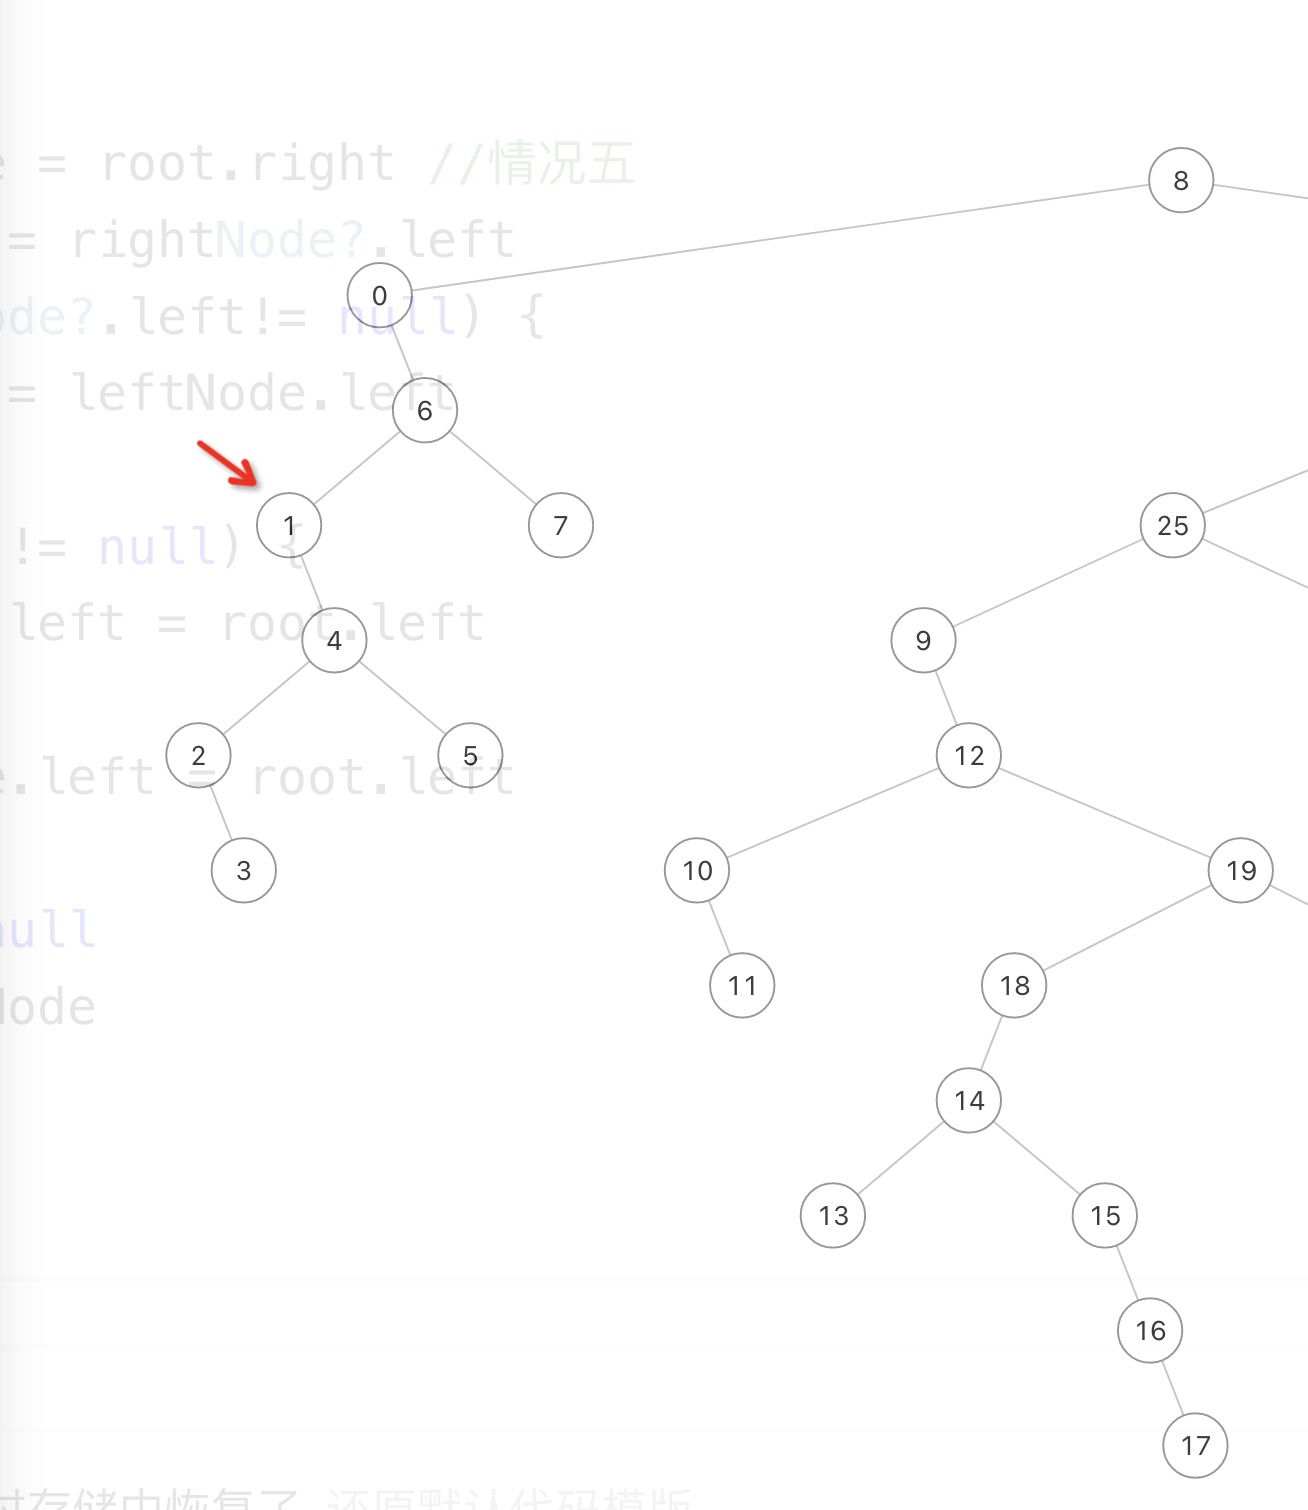 e = root.right //情况五
8
= rightNode?.left
0
ode?.left!= null) {
= leftNode.left
6
1
7
25
!= null) {
left = root.left
4
9
2
5
12
e.left = root.left
3
10
19
null
11
18
Node
14
13
15
16
17
时存储中恢复了 还原默认代码模版